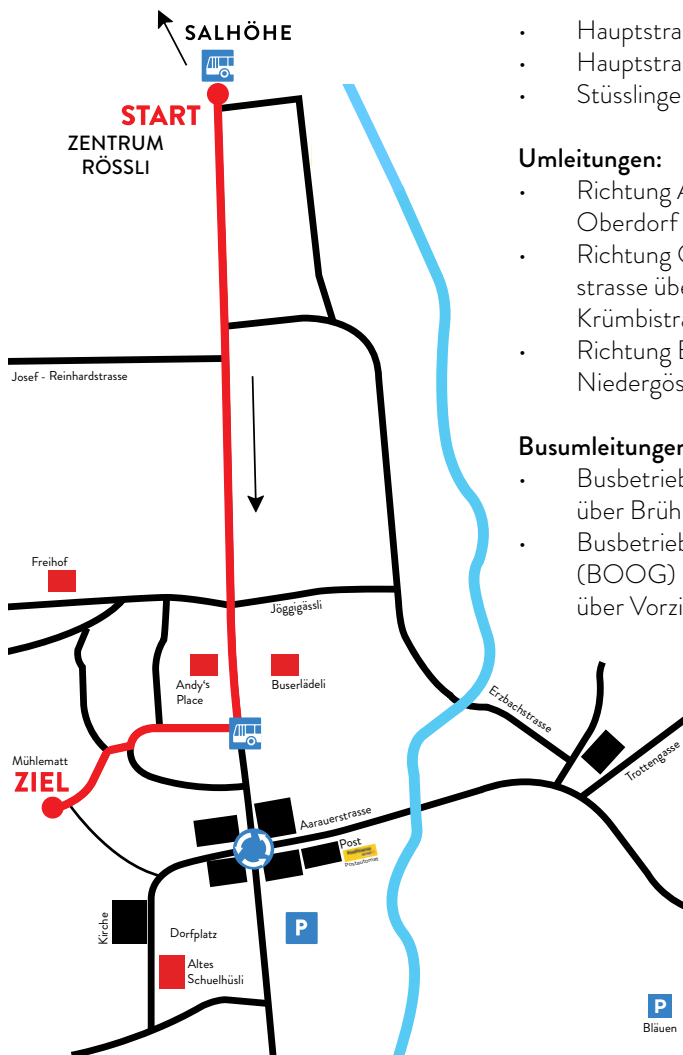 SALHÖHE
START
ZENTRUM
RÖSSLI
Josef - Reinhardstrasse
Freihof
Jöggigässli
Andy's
Place
Buserlädeli
Erzbachstrasse
Trottengasse
Mühlematt
ZIEL
Aarauerstrasse
Post
Postautomat
Kirche
Dorfplatz
P
Altes
Schuelhüsli
P
Bläuen
• Hauptstra
• Hauptstra
• Stüsslinge
Umleitungen:
• Richtung A
Oberdorf
• Richtung
strasse übe
Krümbistra
• Richtung
Niedergös
Busumleitunge
• Busbetrieb
über Brüh
• Busbetrieb
(BOOG)
über Vorzi